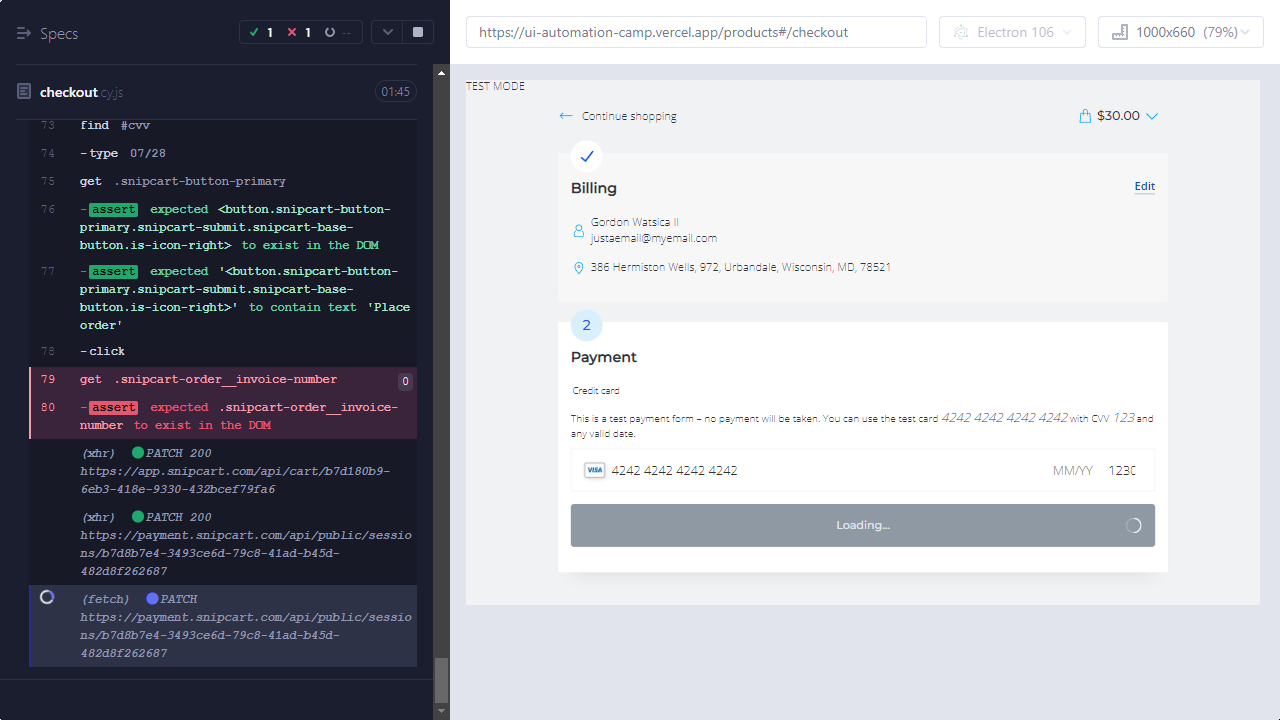 Specs
1
1
--
checkout.cy.js
01:45
73 find #cvv
74 -type 07/28
75 get .snipcart-button-primary
76 -assert expected <button.snipcart-button-
primary.snipcart-submit.snipcart-base-
button.is-icon-right> to exist in the DOM
77 -assert expected '<button.snipcart-button-
primary.snipcart-submit.snipcart-base-
button.is-icon-right>' to contain text 'Place
order'
78 -click
79 get .snipcart-order__invoice-number 0
80 -assert expected .snipcart-order__invoice-
number to exist in the DOM
(xhr) PATCH 200
https://app.snipcart.com/api/cart/b7d180b9-
6eb3-418e-9330-432bcef79fa6
(xhr) PATCH 200
https://payment.snipcart.com/api/public/sessio
ns/b7d8b7e4-3493ce6d-79c8-41ad-b45d-
482d8f262687
(fetch) PATCH
https://payment.snipcart.com/api/public/sessio
ns/b7d8b7e4-3493ce6d-79c8-41ad-b45d-
482d8f262687
https://ui-automation-camp.vercel.app/products#/checkout
Electron 106
1000x660 (79%)
TEST MODE
Continue shopping
$30.00
Billing
Edit
Gordon Watsica II
justaemail@myemail.com
386 Hermiston Wells, 972, Urbandale, Wisconsin, MD, 78521
2
Payment
Credit card
This is a test payment form – no payment will be taken. You can use the test card 4242 4242 4242 4242 with CVV 123 and
any valid date.
VISA 4242 4242 4242 4242 MM/YY 1230
Loading...